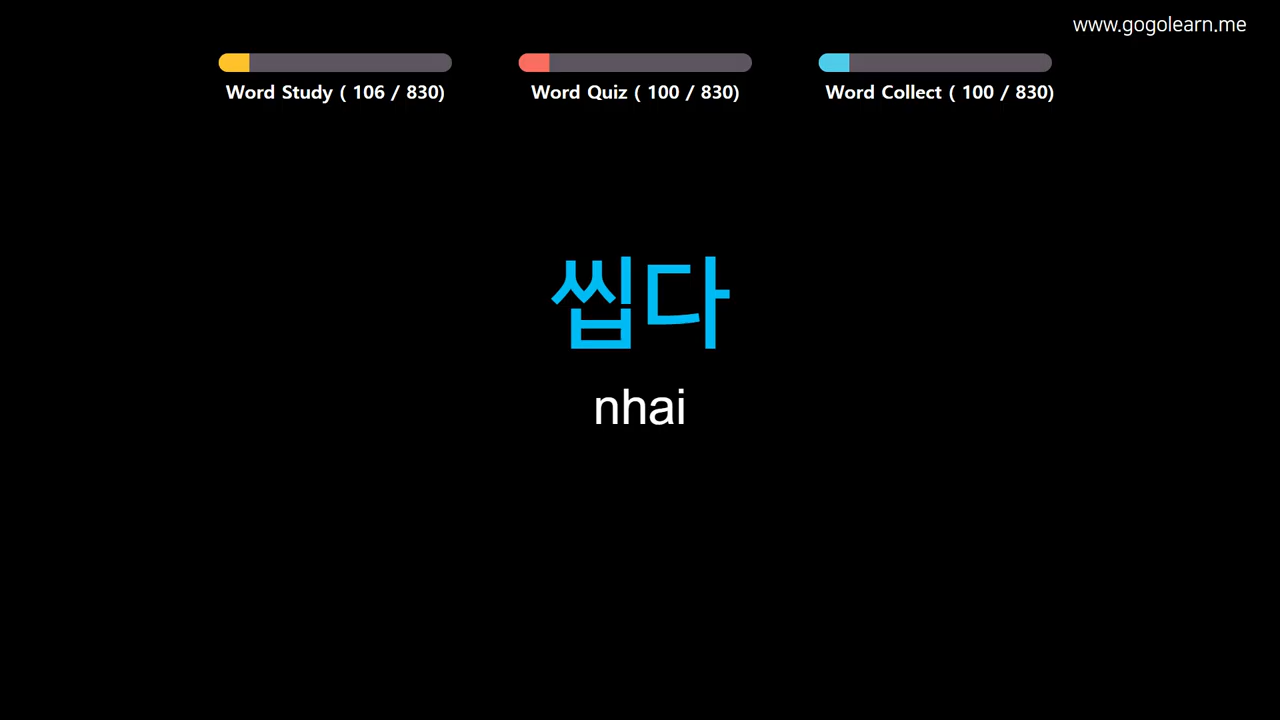 www.gogolearn.me
Word Study ( 106 / 830)
Word Quiz ( 100 / 830)
Word Collect ( 100 / 830)
씹다
nhai